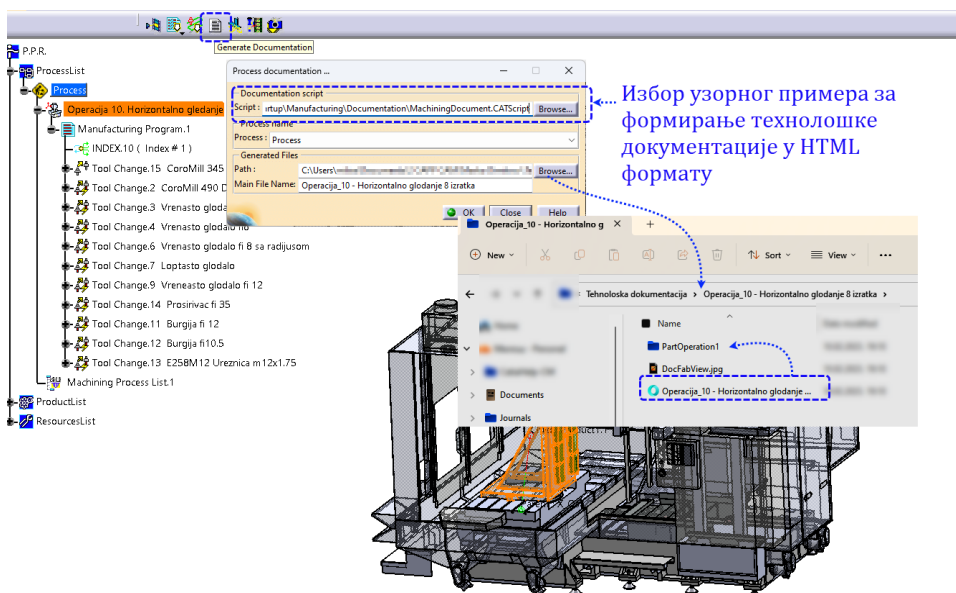 Generate Documentation
P.P.R.
ProcessList
Process
Operacija 10. Horizontalno gledanje
Manufacturing Program.1
INDEX.10 ( Index # 1 )
Tool Change.15 CoroMill 345
Tool Change.2 CoroMill 490 D
Tool Change.3 Vrenasto gloda
Tool Change.4 Vrenasto glodalo fi6
Tool Change.6 Vrenasto glodalo fi 8 sa radijusom
Tool Change.7 Loptasto glodalo
Tool Change.9 Vreneasto glodalo fi 12
Tool Change.14 Prosirivac fi 35
Tool Change.11 Burgija fi 12
Tool Change.12 Burgija fi10.5
Tool Change.13 E258M12 Ureznica m12x1.75
Machining Process List.1
ProductList
ResourcesList
Process documentation ...
Documentation script
Script : rtup\Manufacturing\Documentation\MachiningDocument.CATScript Browse...
Process name
Process : Process
Generated Files
Path : C:\Users\ Browse...
Main File Name: Operacija_10 - Horizontalno glodanje 8 izratka
OK Close Help
Избор узорног примера за
формирање технолошке
документације у HTML
формату
Operacija_10 - Horizontalno g
New Sort View ...
Tehnoloska dokumentacija > Operacija_10 - Horizontalno glodanje 8 izratka >
Home
Name
PartOperation1
DocFabView.jpg
Documents
Operacija_10 - Horizontalno glodanje ...
Journals